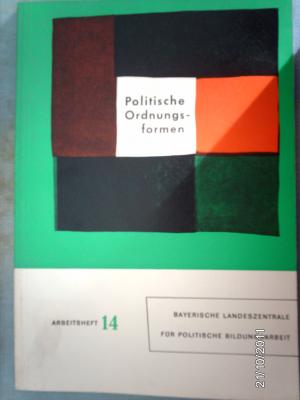 Politische
Ordnungs-
formen
ARBEITSHEFT 14
BAYERISCHE LANDESZENTRALE
FÜR POLITISCHE BILDUNGSARBEIT
21/10/2011